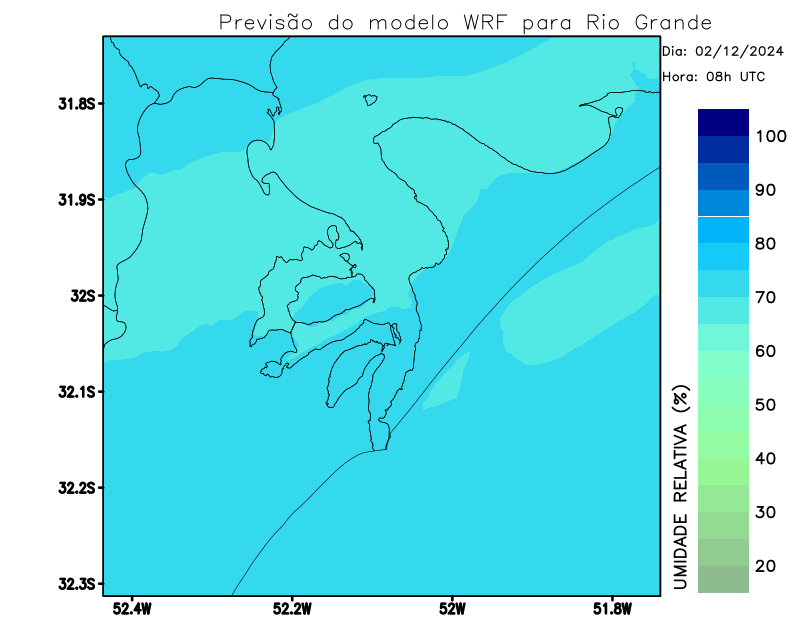 Previsão do modelo WRF para Rio Grande
Dia: 02/12/2024
Hora: 08h UTC
31.8S
31.9S
32S
32.1S
32.2S
32.3S
52.4W
52.2W
52W
51.8W
100
90
80
70
60
50
40
30
20
UMIDADE RELATIVA (%)